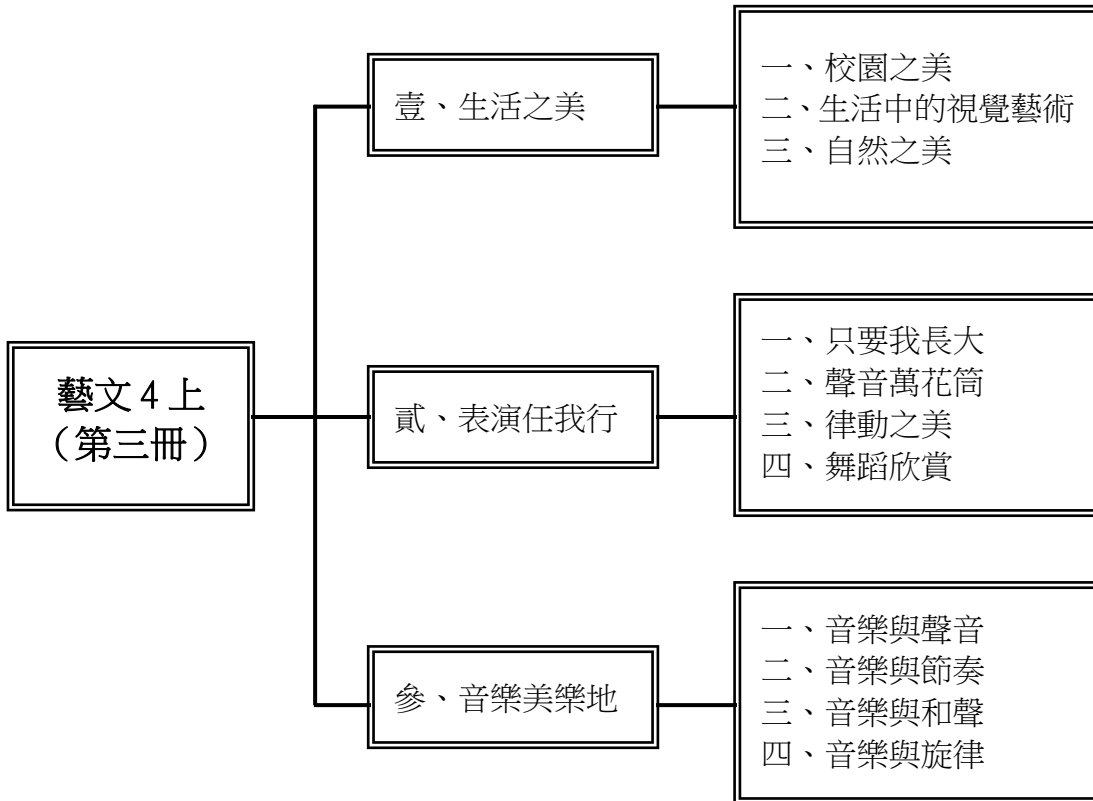 藝文 4 上
（第三冊）
壹、生活之美
一、校園之美
二、生活中的視覺藝術
三、自然之美
貳、表演任我行
一、只要我長大
二、聲音萬花筒
三、律動之美
四、舞蹈欣賞
參、音樂美樂地
一、音樂與聲音
二、音樂與節奏
三、音樂與和聲
四、音樂與旋律